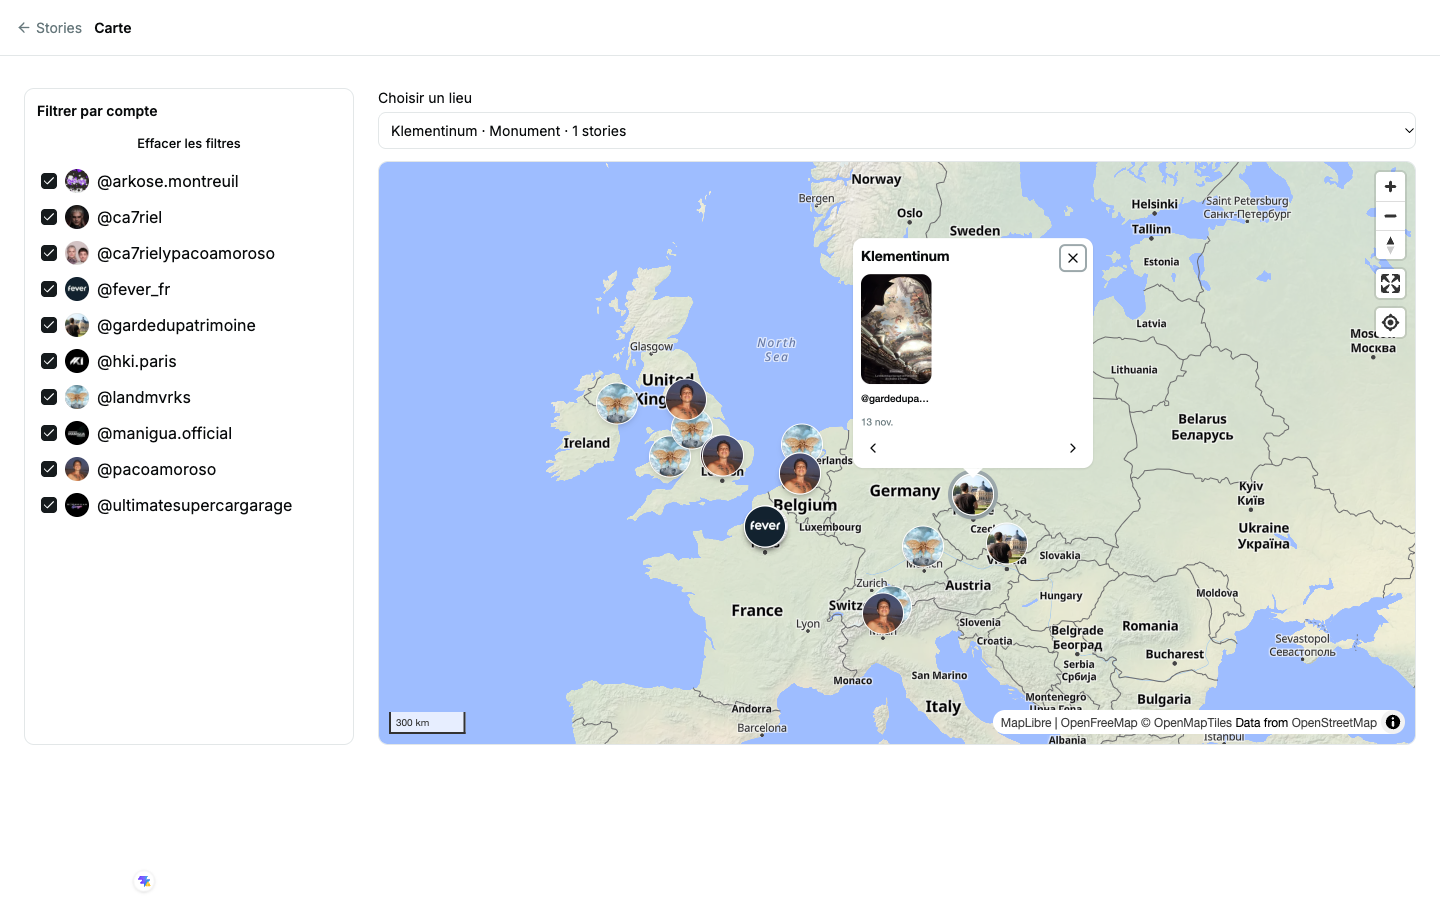 Stories Carte
Filtrer par compte
Effacer les filtres
@arkose.montreuil
@ca7riel
@ca7rielypacoamoroso
@fever_fr
@gardedupatrimoine
@hki.paris
@landmvrks
@manigua.official
@pacoamoroso
@ultimatesupercargarage
Choisir un lieu
Klementinum · Monument · 1 stories
Norway
Bergen
Oslo
Sweden
Helsinki
Saint Petersburg
Санкт-Петербург
Tallinn
Estonia
Klementinum
@gardedupa...
13 nov.
Latvia
Москва
Lithuania
Glasgow
North
Sea
United
Ireland
Belarus
Беларусь
Germany
Belgium
Luxembourg
fever
Kyiv
Київ
Ukraine
Україна
Slovakia
Zurich
Austria
Hungary
Moldova
France
Lyon
Slovenia
Croatia
Belgrade
Београд
Romania
Sevastopol
Севастополь
Bucharest
Serbia
Србија
Monaco
San Marino
Montenegro
Italy
Bulgaria
Andorra
Barcelona
Albania
Istanbul
300 km
MapLibre | OpenFreeMap © OpenMapTiles Data from OpenStreetMap